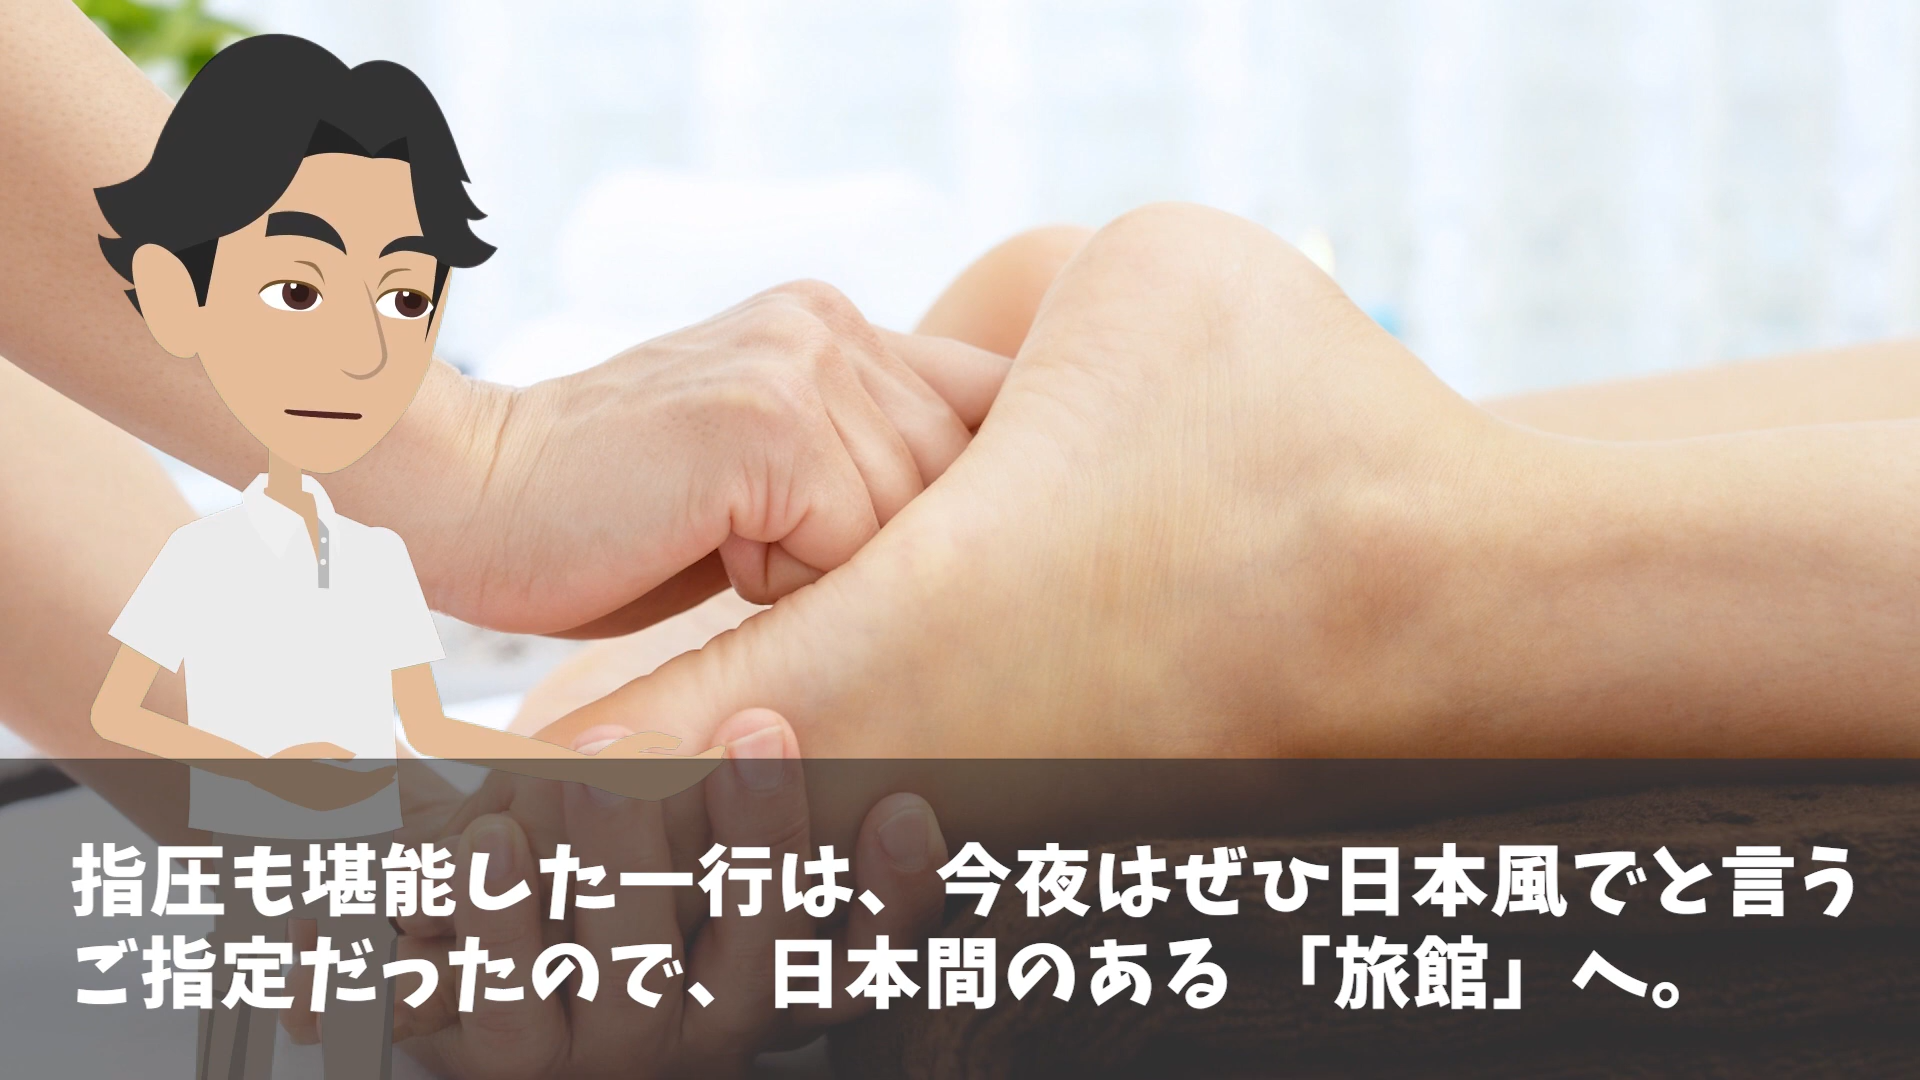 指圧も堪能した一行は、今夜はぜひ日本風でと言う
ご指定だったので、日本間のある「旅館」へ。